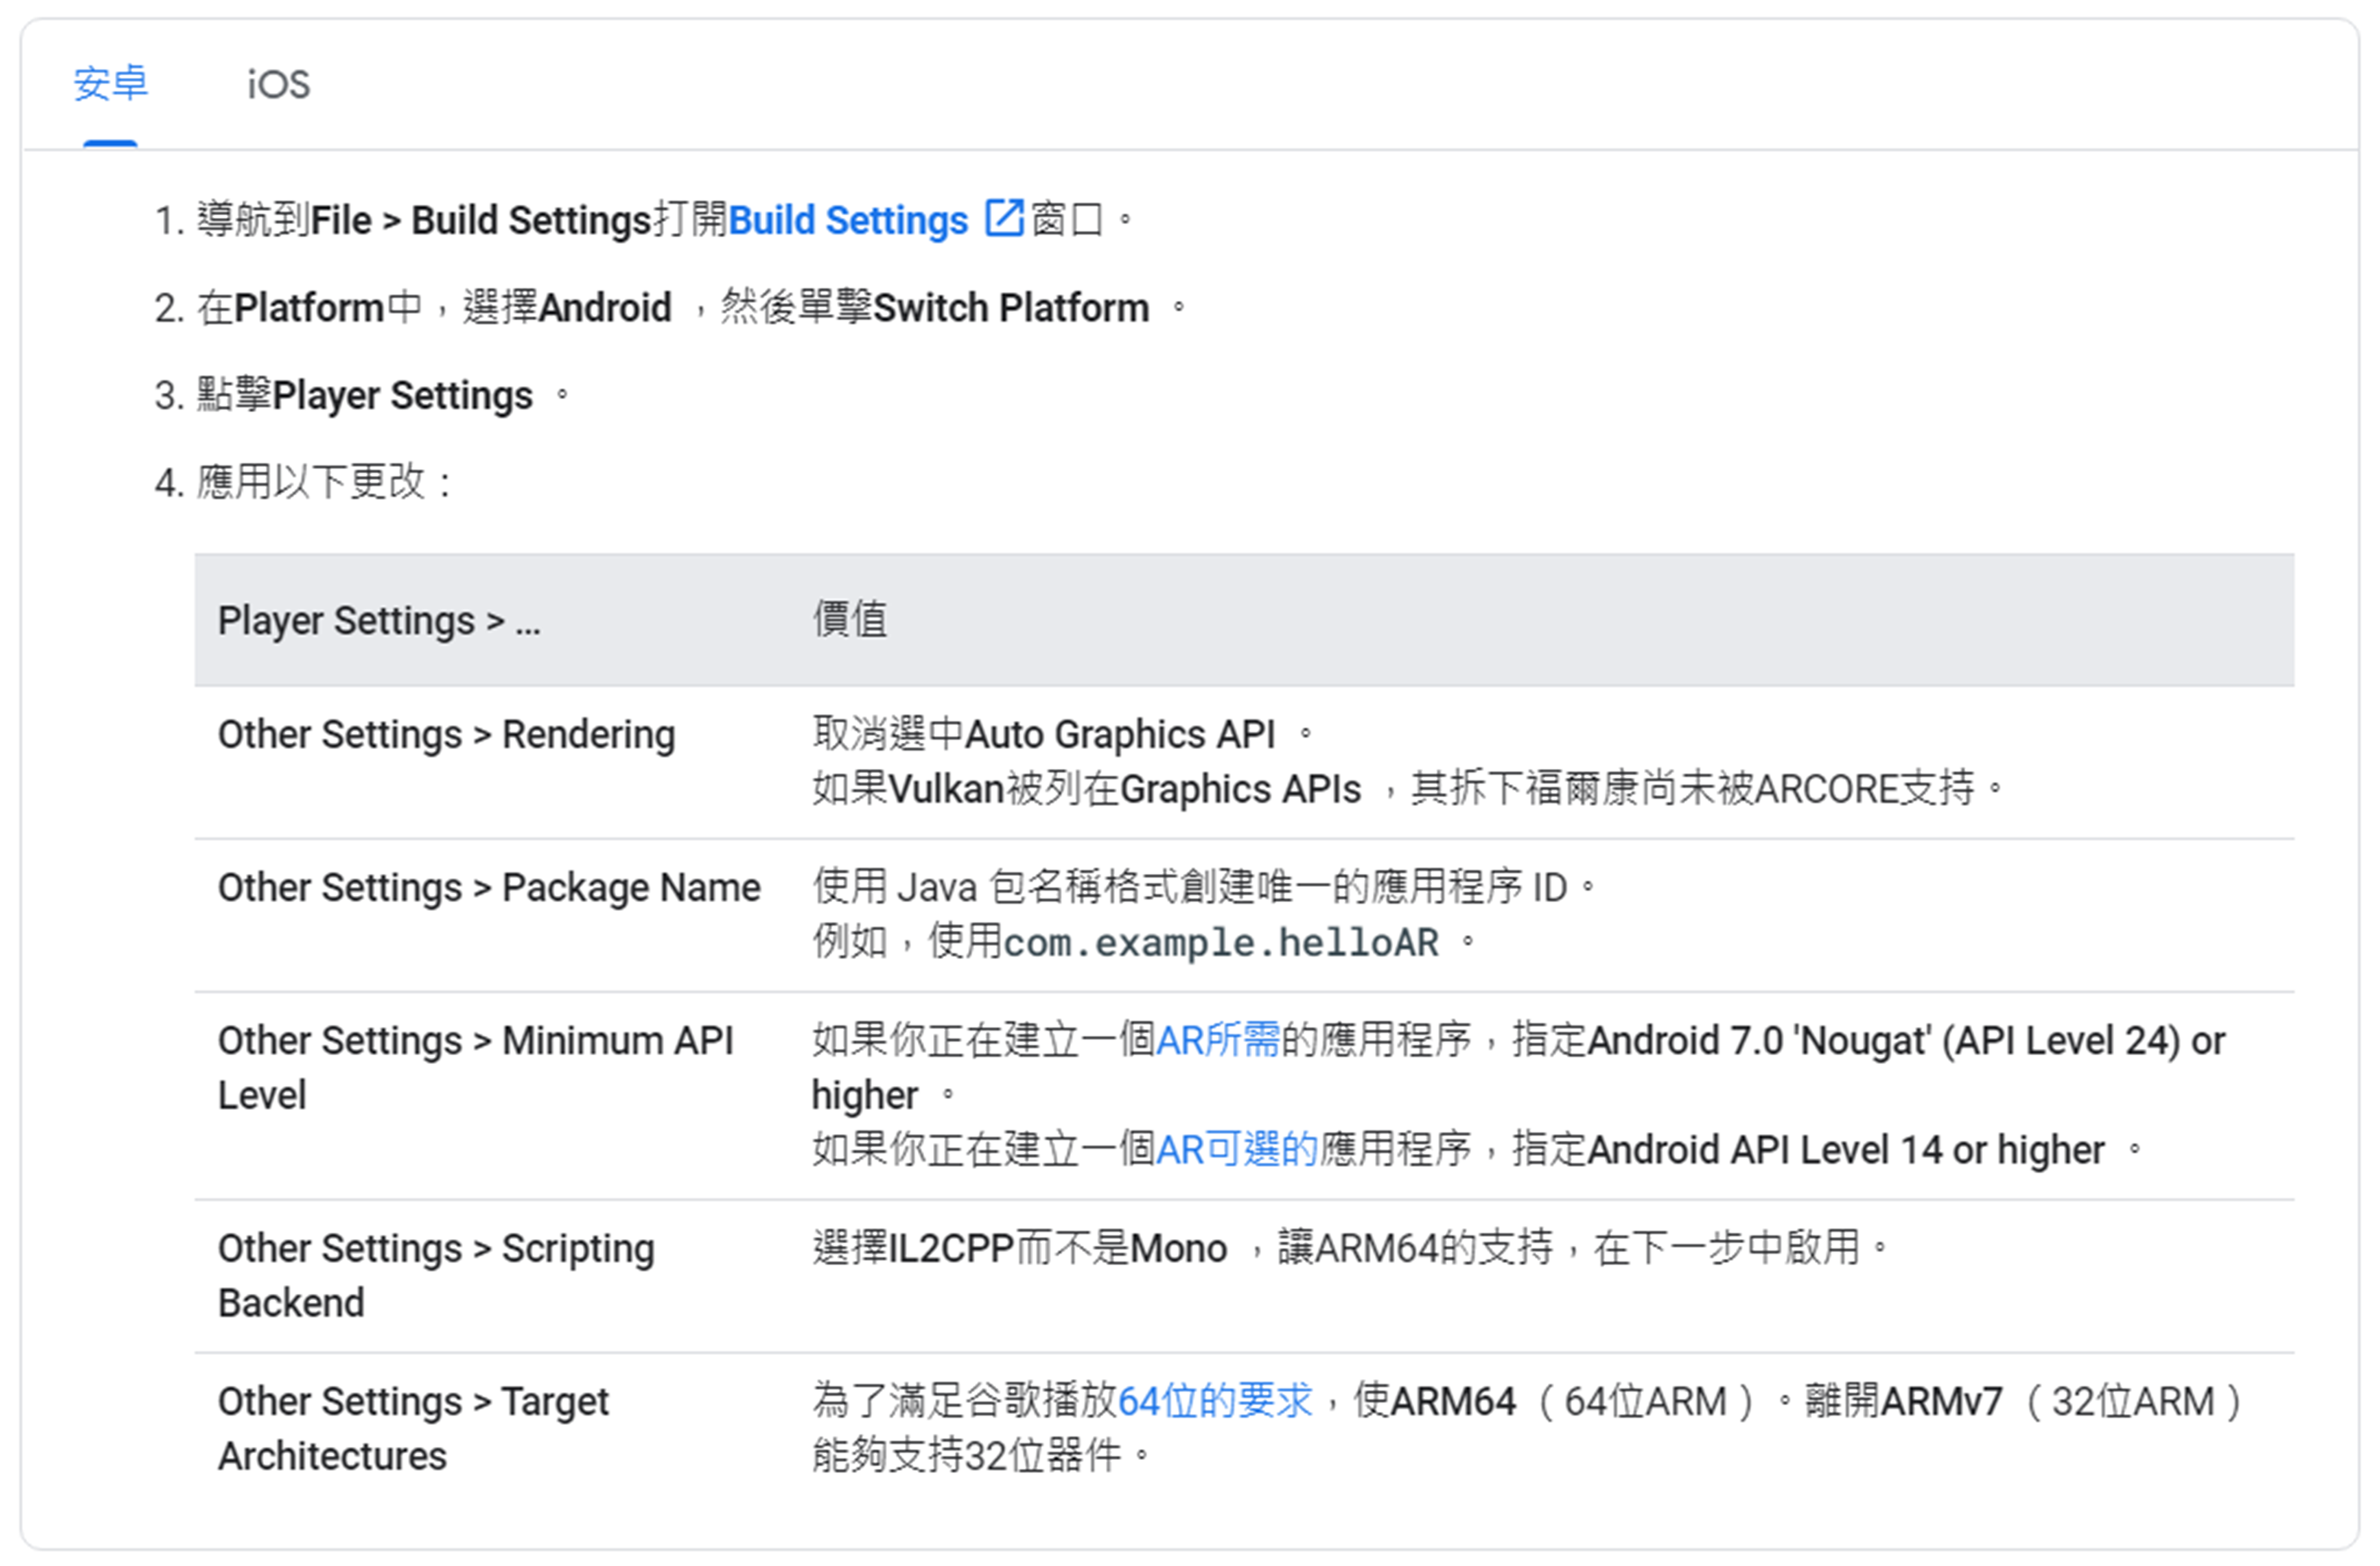 安卓 iOS
1. 導航到File > Build Settings打開Build Settings 窗口。
2. 在Platform中，選擇Android ，然後單擊Switch Platform 。
3. 點擊Player Settings 。
4. 應用以下更改：
Player Settings > ... 價值
Other Settings > Rendering 取消選中Auto Graphics API 。
如果Vulkan被列在Graphics APIs ，其拆下福爾康尚未被ARCORE支持。
Other Settings > Package Name 使用 Java 包名稱格式創建唯一的應用程序 ID。
例如，使用com.example.helloAR 。
Other Settings > Minimum API 如果你正在建立一個AR所需的應用程序，指定Android 7.0 'Nougat' (API Level 24) or
Level higher 。
如果你正在建立一個AR可選的應用程序，指定Android API Level 14 or higher 。
Other Settings > Scripting 選擇IL2CPP而不是Mono ，讓ARM64的支持，在下一步中啟用。
Backend
Other Settings > Target 為了滿足谷歌播放64位的要求，使ARM64（64位ARM）。離開ARMv7（32位ARM）
Architectures 能夠支持32位器件。